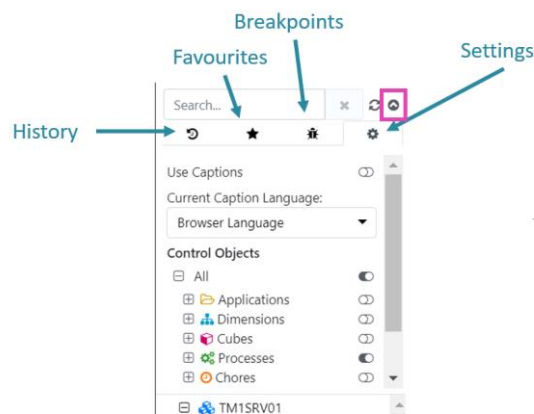 Breakpoints
Favourites
Settings
Search...
History
Use Captions
Current Caption Language:
Browser Language
Control Objects
All
Applications
Dimensions
Cubes
Processes
Chores
TM1SRV01